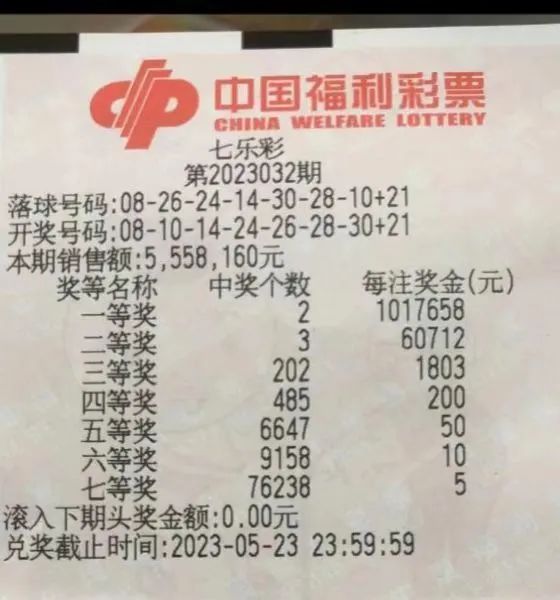 中国福利彩票
CHINA WELFARE LOTTERY
七乐彩
第2023032期
落球号码:08-26-24-14-30-28-10+21
开奖号码:08-10-14-24-26-28-30+21
本期销售额:5,558,160元
奖等名称 中奖个数 每注奖金(元)
一等奖 2 1017658
二等奖 3 60712
三等奖 202 1803
四等奖 485 200
五等奖 6647 50
六等奖 9158 10
七等奖 76238 5
滚入下期头奖金额:0.00元
兑奖截止时间:2023-05-23 23:59:59